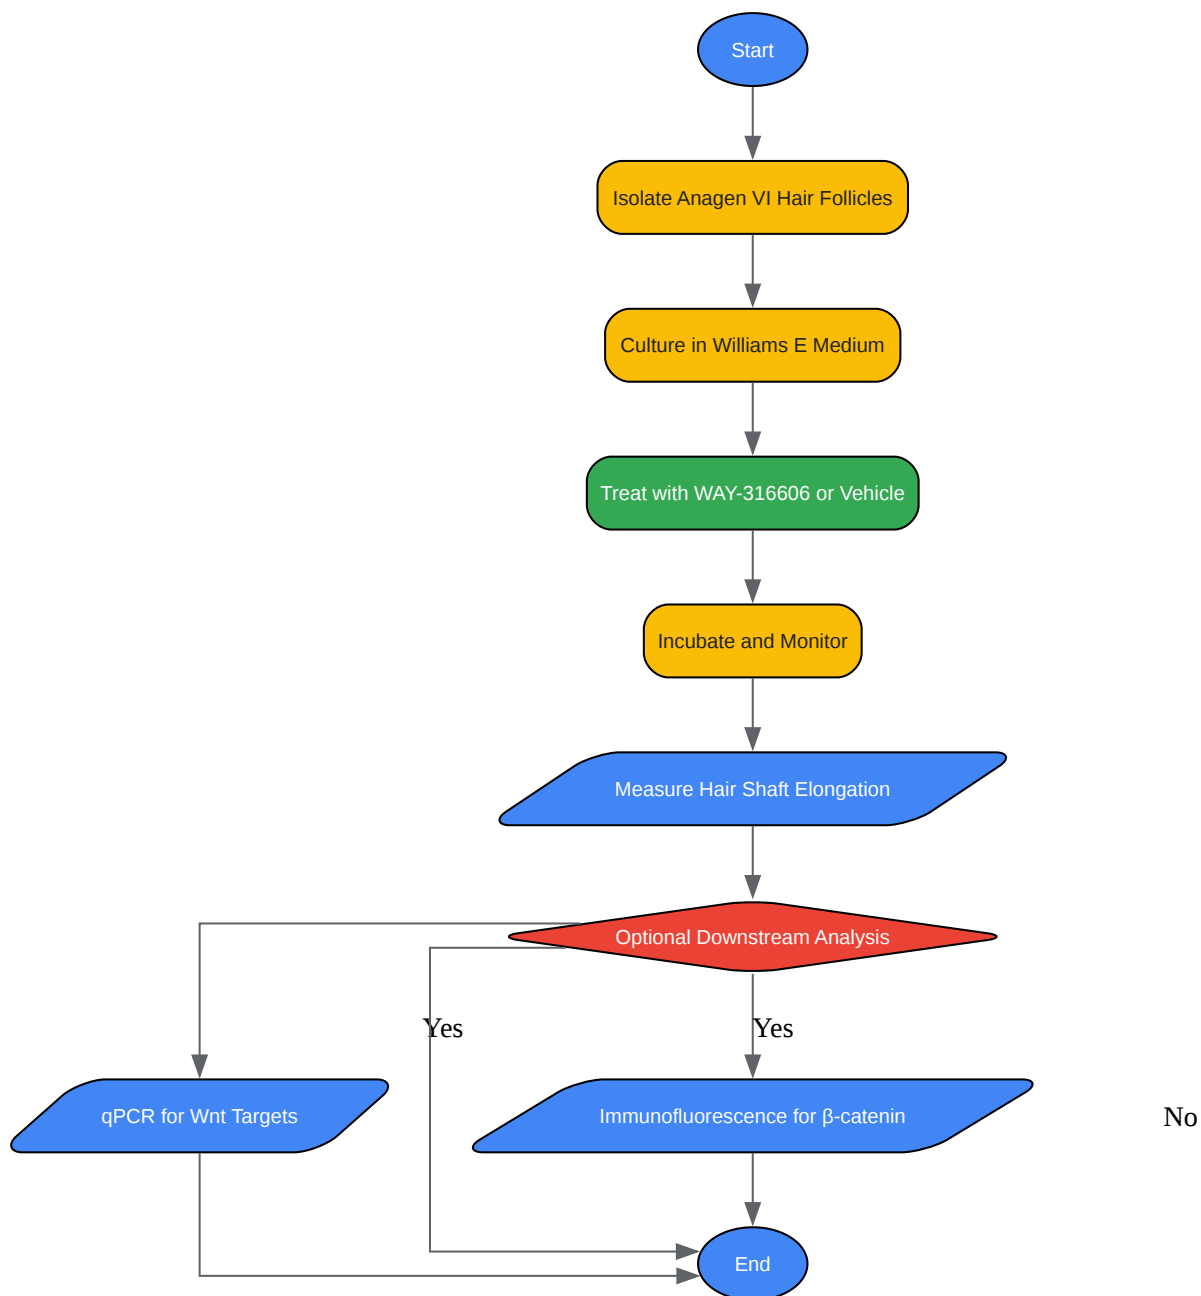 Start
Isolate Anagen VI Hair Follicles
Culture in Williams E Medium
Treat with WAY-316606 or Vehicle
Incubate and Monitor
Measure Hair Shaft Elongation
Optional Downstream Analysis
Yes
Yes
qPCR for Wnt Targets
Immunofluorescence for β-catenin
No
End